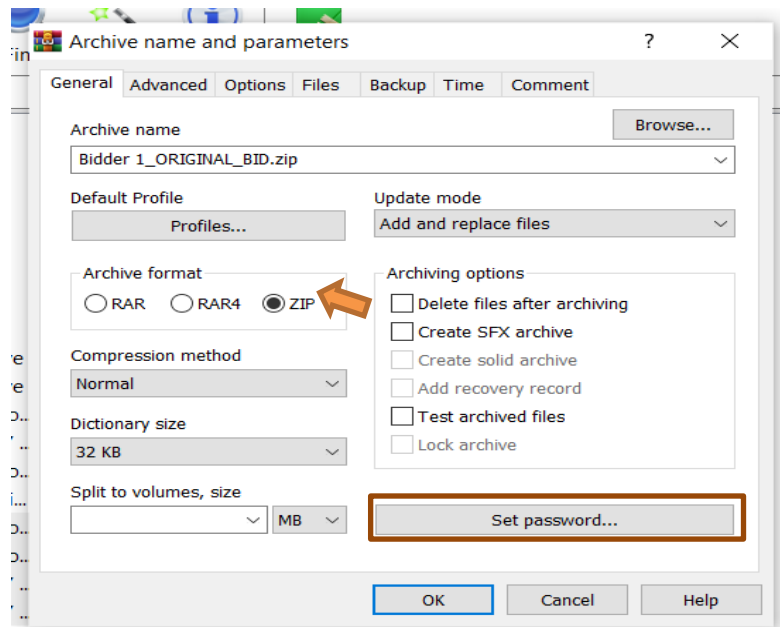 Fin
Archive name and parameters
?
General Advanced Options Files Backup Time Comment
Archive name
Browse...
Bidder 1_ORIGINAL_BID.zip
Default Profile
Update mode
Profiles...
Add and replace files
Archive format
Archiving options
RAR RAR4 ZIP
Delete files after archiving
Create SFX archive
Compression method
Create solid archive
Normal
Add recovery record
Dictionary size
Test archived files
32 KB
Lock archive
Split to volumes, size
MB
Set password...
OK Cancel Help